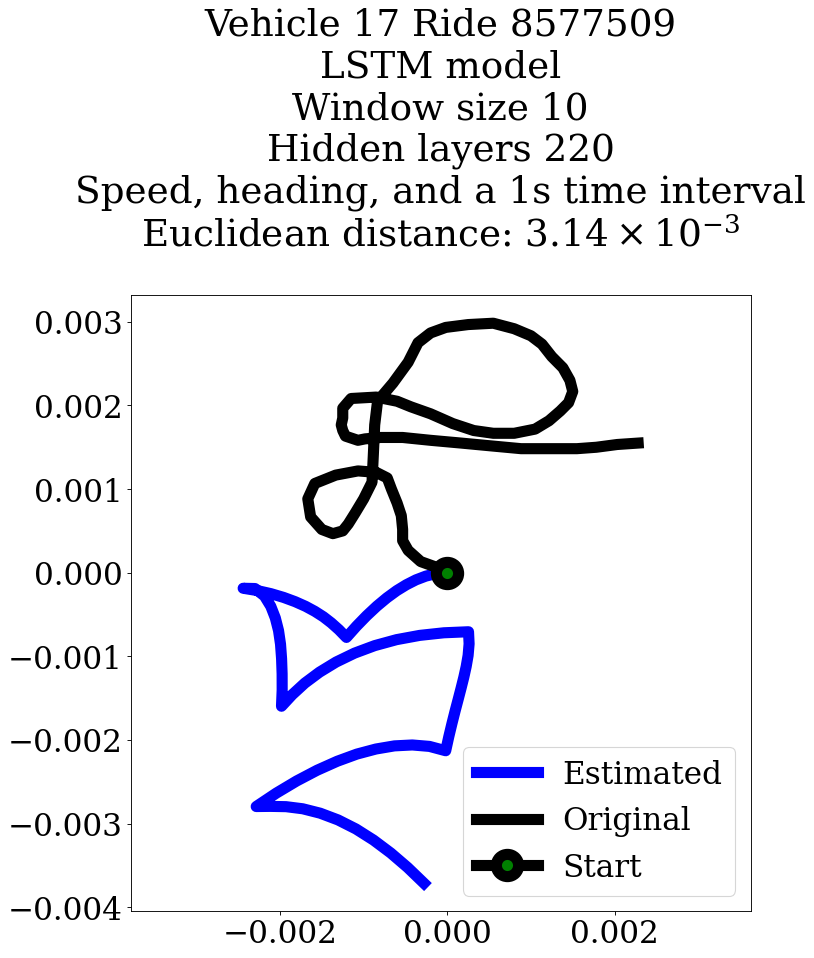 Vehicle 17 Ride 8577509
LSTM model
Window size 10
Hidden layers 220
Speed, heading, and a 1s time interval
Euclidean distance: 3.14 × 10⁻³
0.003
0.002
0.001
0.000
−0.001
−0.002
−0.003
−0.004
Estimated
Original
Start
−0.002 0.000 0.002